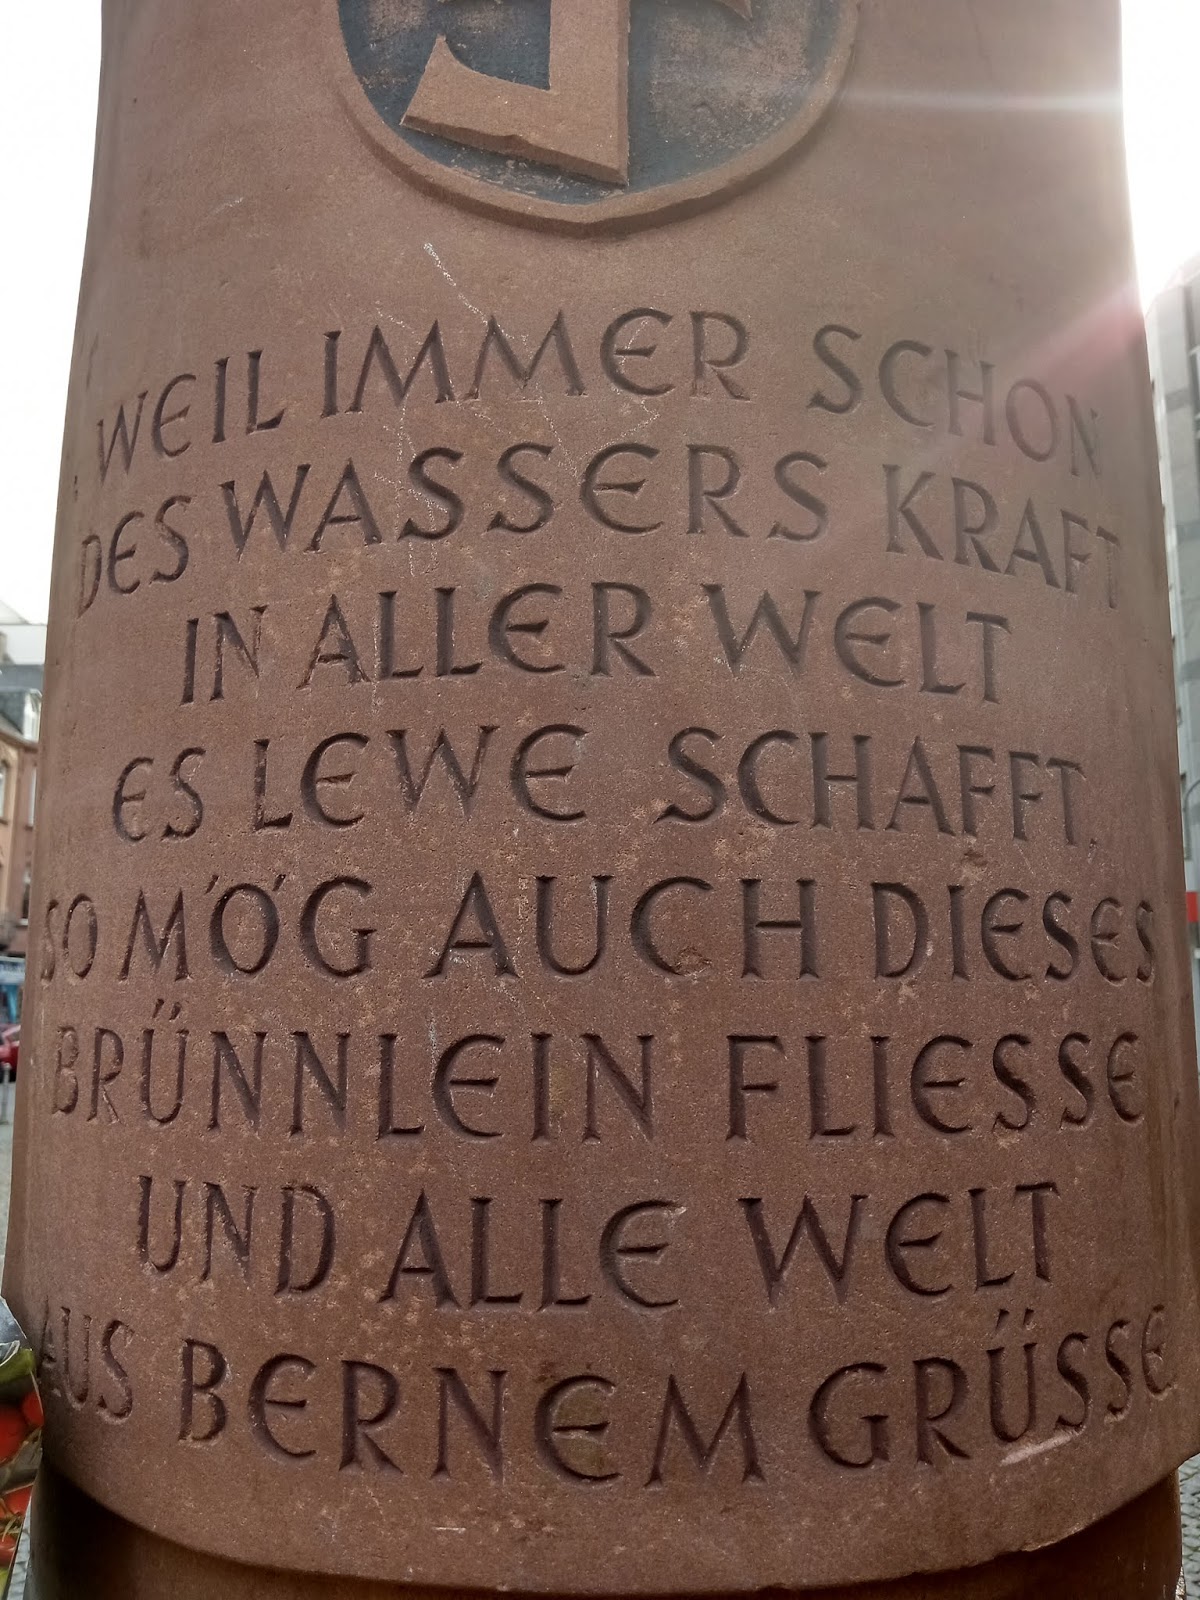 WEIL IMMER SCHON
DES WASSERS KRAFT
IN ALLER WELT
ES LEWE SCHAFFT,
SO MÖG AUCH DIESES
BRÜNNLEIN FLIESSE
UND ALLE WELT
AUS BERNEM GRÜSSE